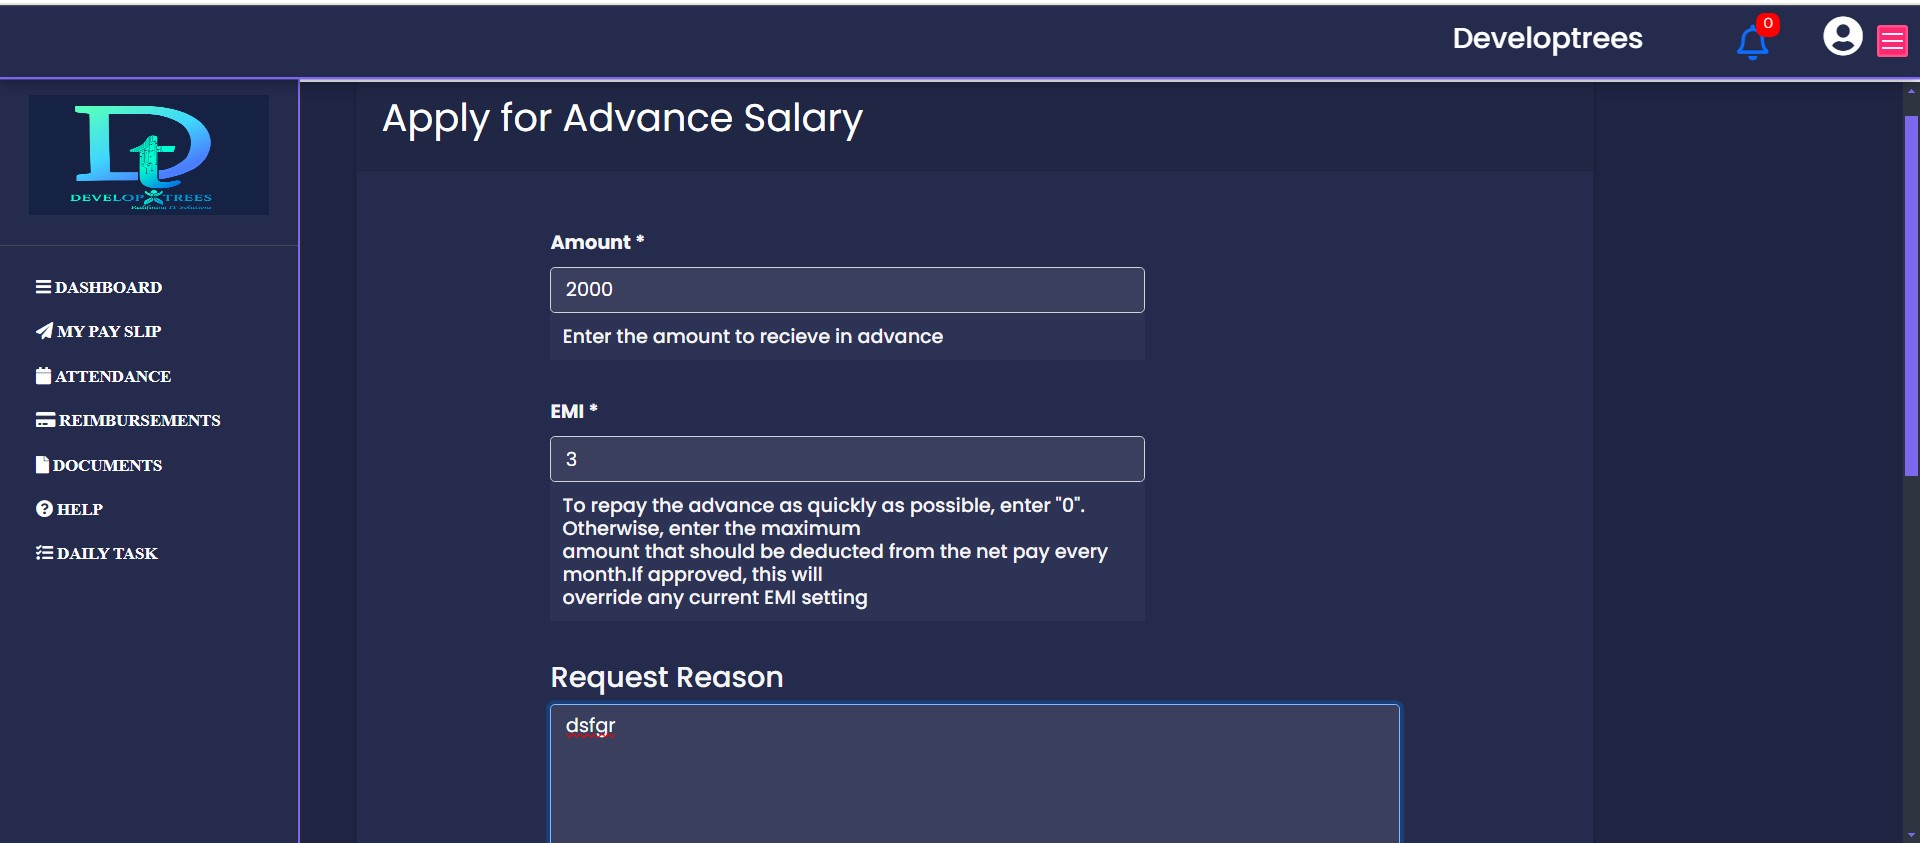 Developtrees
0
DEVELOP TREES
Apply for Advance Salary
DASHBOARD
MY PAY SLIP
ATTENDANCE
REIMBURSEMENTS
DOCUMENTS
HELP
DAILY TASK
Amount *
2000
Enter the amount to recieve in advance
EMI *
3
To repay the advance as quickly as possible, enter "0".
Otherwise, enter the maximum
amount that should be deducted from the net pay every
month.If approved, this will
override any current EMI setting
Request Reason
dsfgr